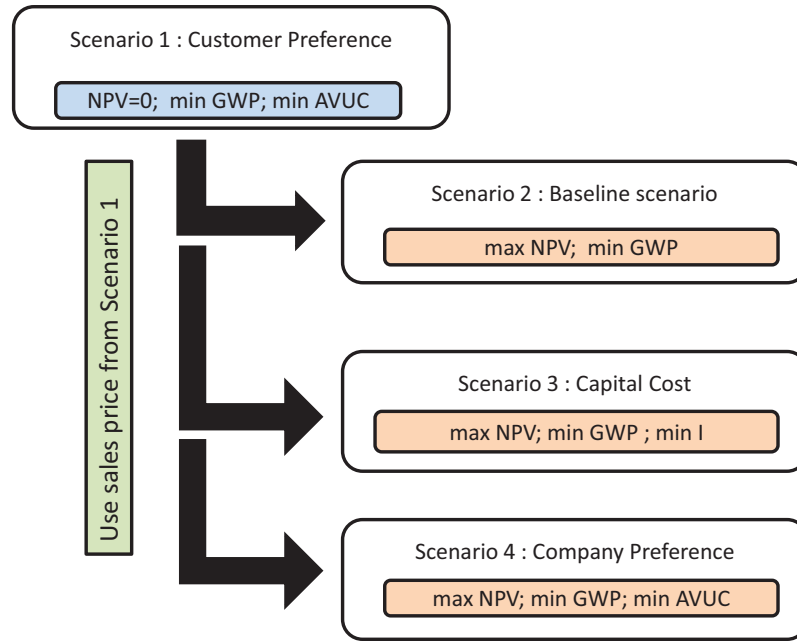 Scenario 1 : Customer Preference
NPV=0; min GWP; min AVUC
Use sales price from Scenario 1
Scenario 2 : Baseline scenario
max NPV; min GWP
Scenario 3 : Capital Cost
max NPV; min GWP ; min I
Scenario 4 : Company Preference
max NPV; min GWP; min AVUC